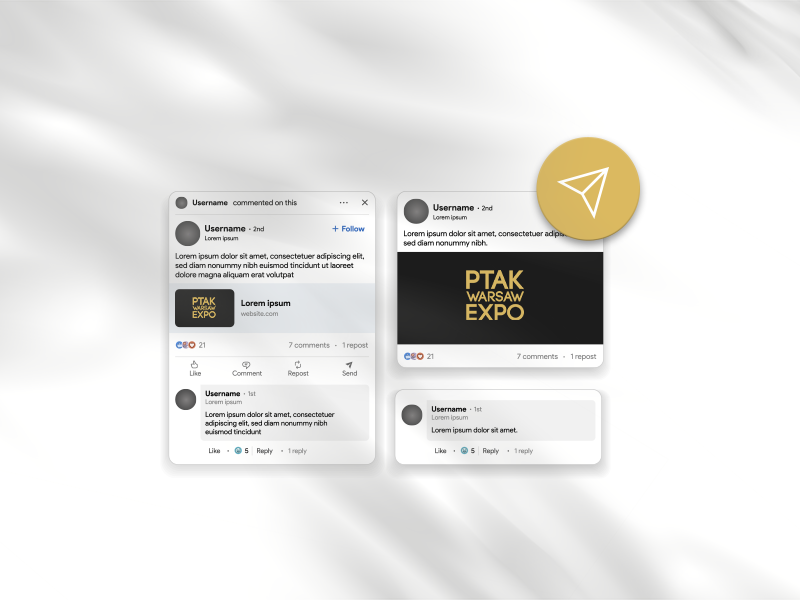 Username commented on this
Username • 2nd
+ Follow
Lorem ipsum
Lorem ipsum dolor sit amet, consectetuer adipiscing elit,
sed diam nonummy nibh euismod tincidunt ut laoreet
dolore magna aliquam erat volutpat
PTAK
WARSAW
EXPO
Lorem ipsum
website.com
21
7 comments • 1 repost
Like
Comment
Repost
Send
Username • 1st
Lorem ipsum
Lorem ipsum dolor sit amet, consectetuer
adipiscing elit, sed diam nonummy nibh
euismod tincidunt
Like • 5 Reply • 1 reply
Username • 2nd
Lorem ipsum
Lorem ipsum dolor sit amet, consectetuer
sed diam nonummy nibh.
PTAK
WARSAW
EXPO
21
7 comments • 1 repost
Username • 1st
Lorem ipsum
Lorem ipsum dolor sit amet.
Like • 5 Reply • 1 reply